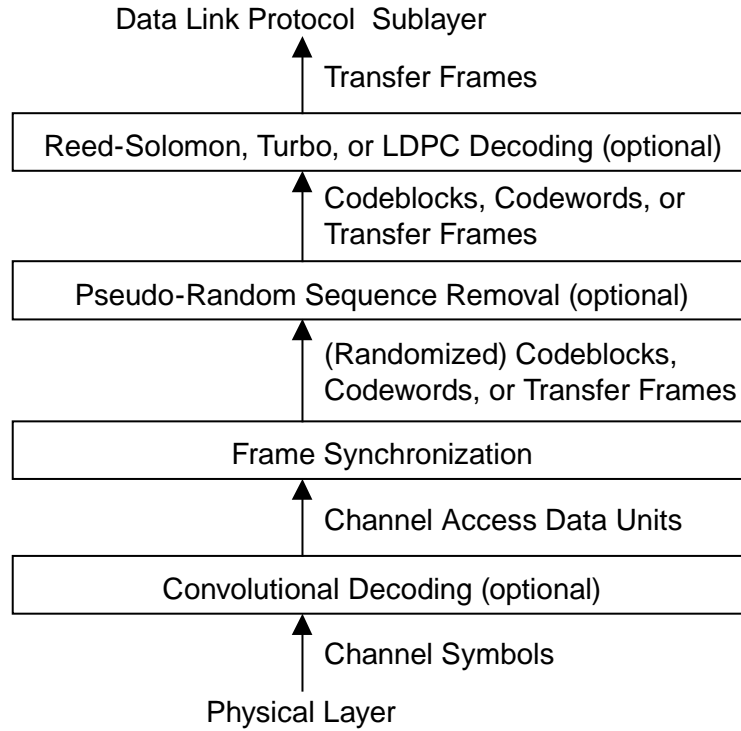 Data Link Protocol  Sublayer
Transfer Frames
Reed-Solomon, Turbo, or LDPC Decoding (optional)
Codeblocks, Codewords, or
Transfer Frames
Pseudo-Random Sequence Removal (optional)
(Randomized) Codeblocks,
Codewords, or Transfer Frames
Frame Synchronization
Channel Access Data Units
Convolutional Decoding (optional)
Channel Symbols
Physical Layer